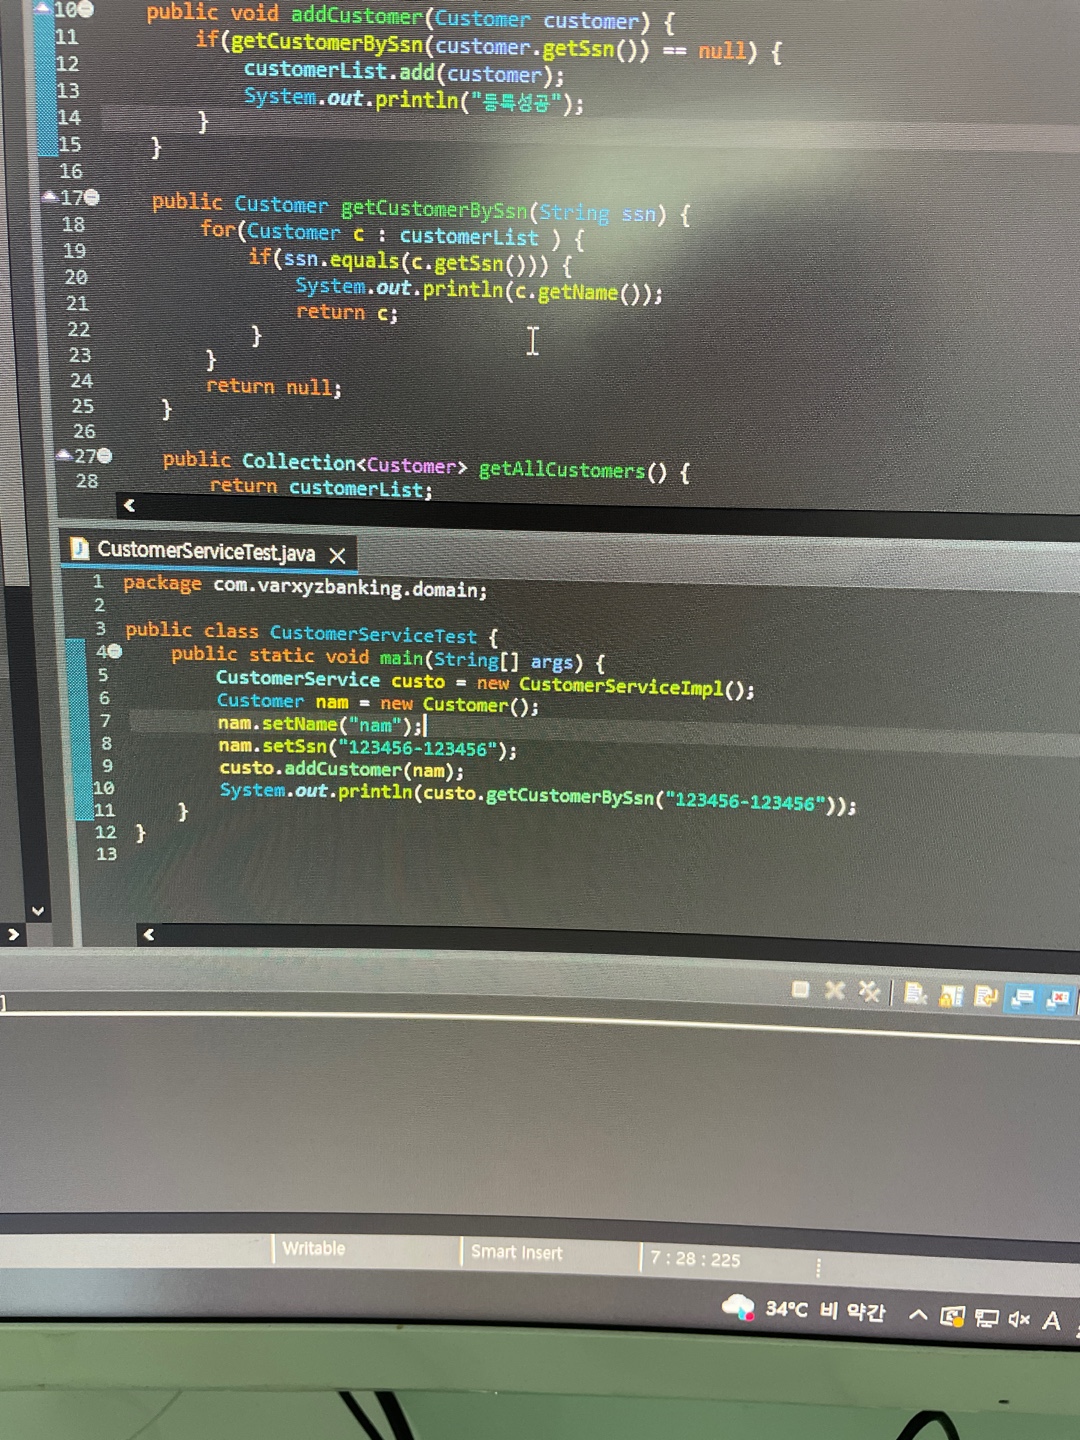 10 public void addCustomer(Customer customer) {
11 if(getCustomerBySsn(customer.getSsn()) == null) {
12 customerList.add(customer);
13 System.out.println("등록성공");
14 }
15 }
16
17 public Customer getCustomerBySsn(String ssn) {
18 for(Customer c : customerList ) {
19 if(ssn.equals(c.getSsn())) {
20 System.out.println(c.getName());
21 return c;
22 }
23 }
24 return null;
25 }
26
27 public Collection<Customer> getAllCustomers() {
28 return customerList;
CustomerServiceTest.java
1 package com.varxyzbanking.domain;
2
3 public class CustomerServiceTest {
4 public static void main(String[] args) {
5 CustomerService custo = new CustomerServiceImpl();
6 Customer nam = new Customer();
7 nam.setName("nam");
8 nam.setSsn("123456-123456");
9 custo.addCustomer(nam);
10 System.out.println(custo.getCustomerBySsn("123456-123456"));
11 }
12 }
13
]
Writable Smart Insert 7 : 28 : 225
34°C 비 약간 A